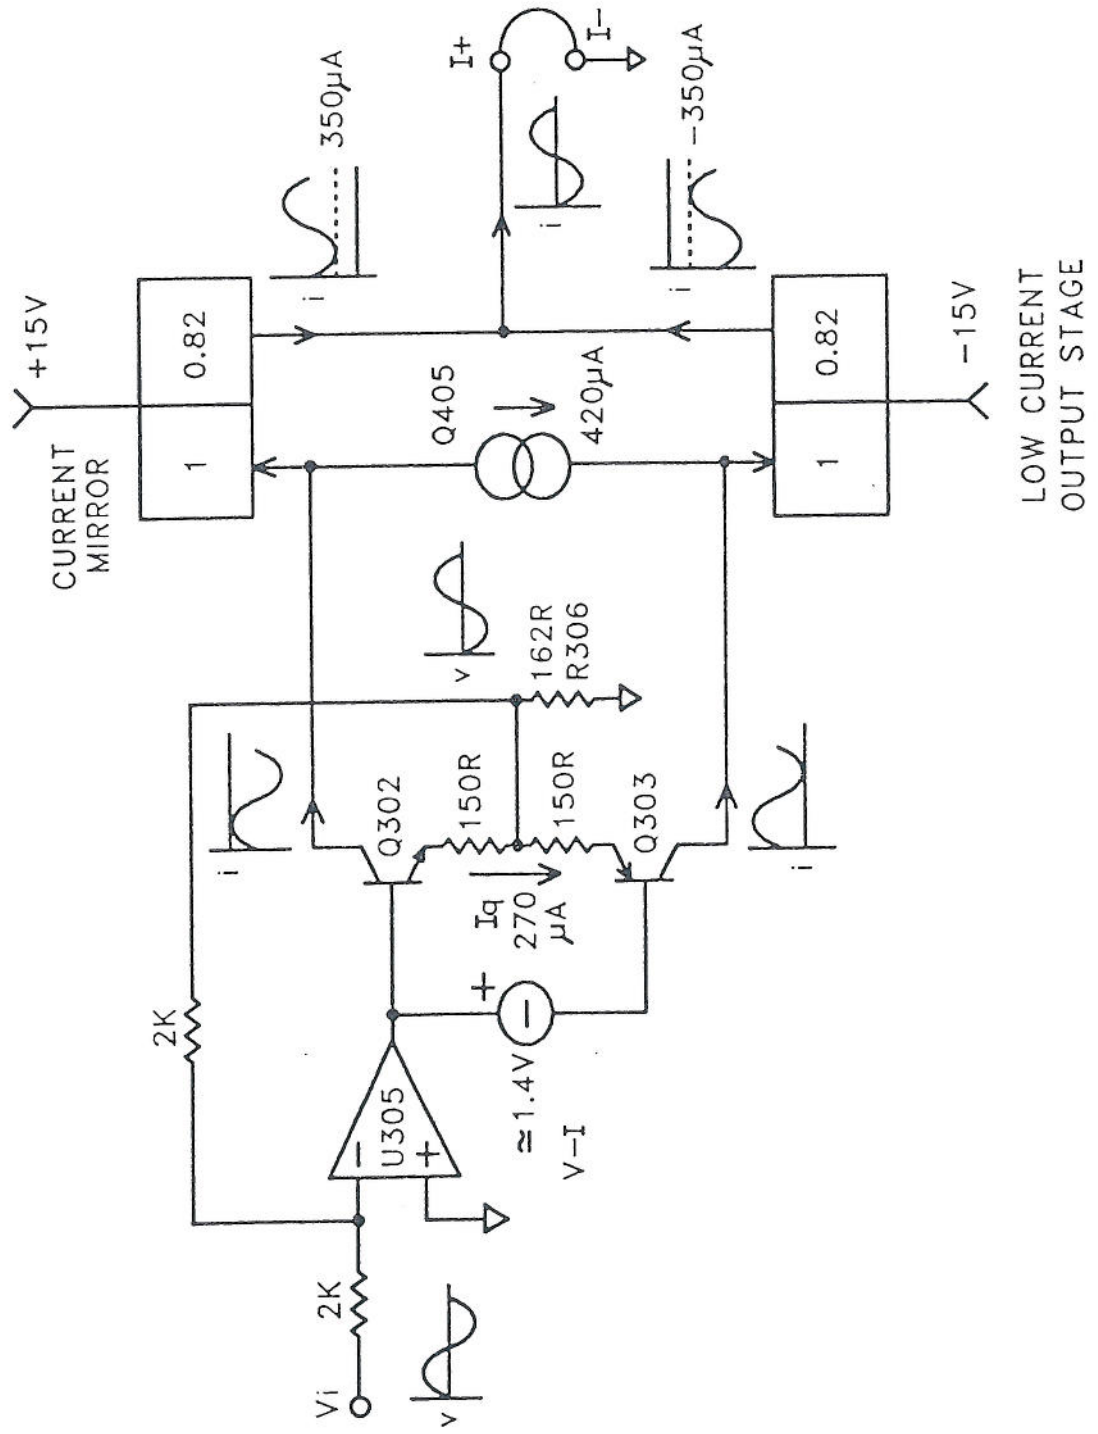 Vi
v
2K
2K
U305
−
+
≃1.4V
+
−
V−I
i
Q302
150R
Iq
270
μA
150R
Q303
i
v
162R
R306
CURRENT
MIRROR
+15V
1
0.82
Q405
420μA
1
0.82
−15V
LOW CURRENT
OUTPUT STAGE
i
350μA
i
−350μA
i
I+
I−